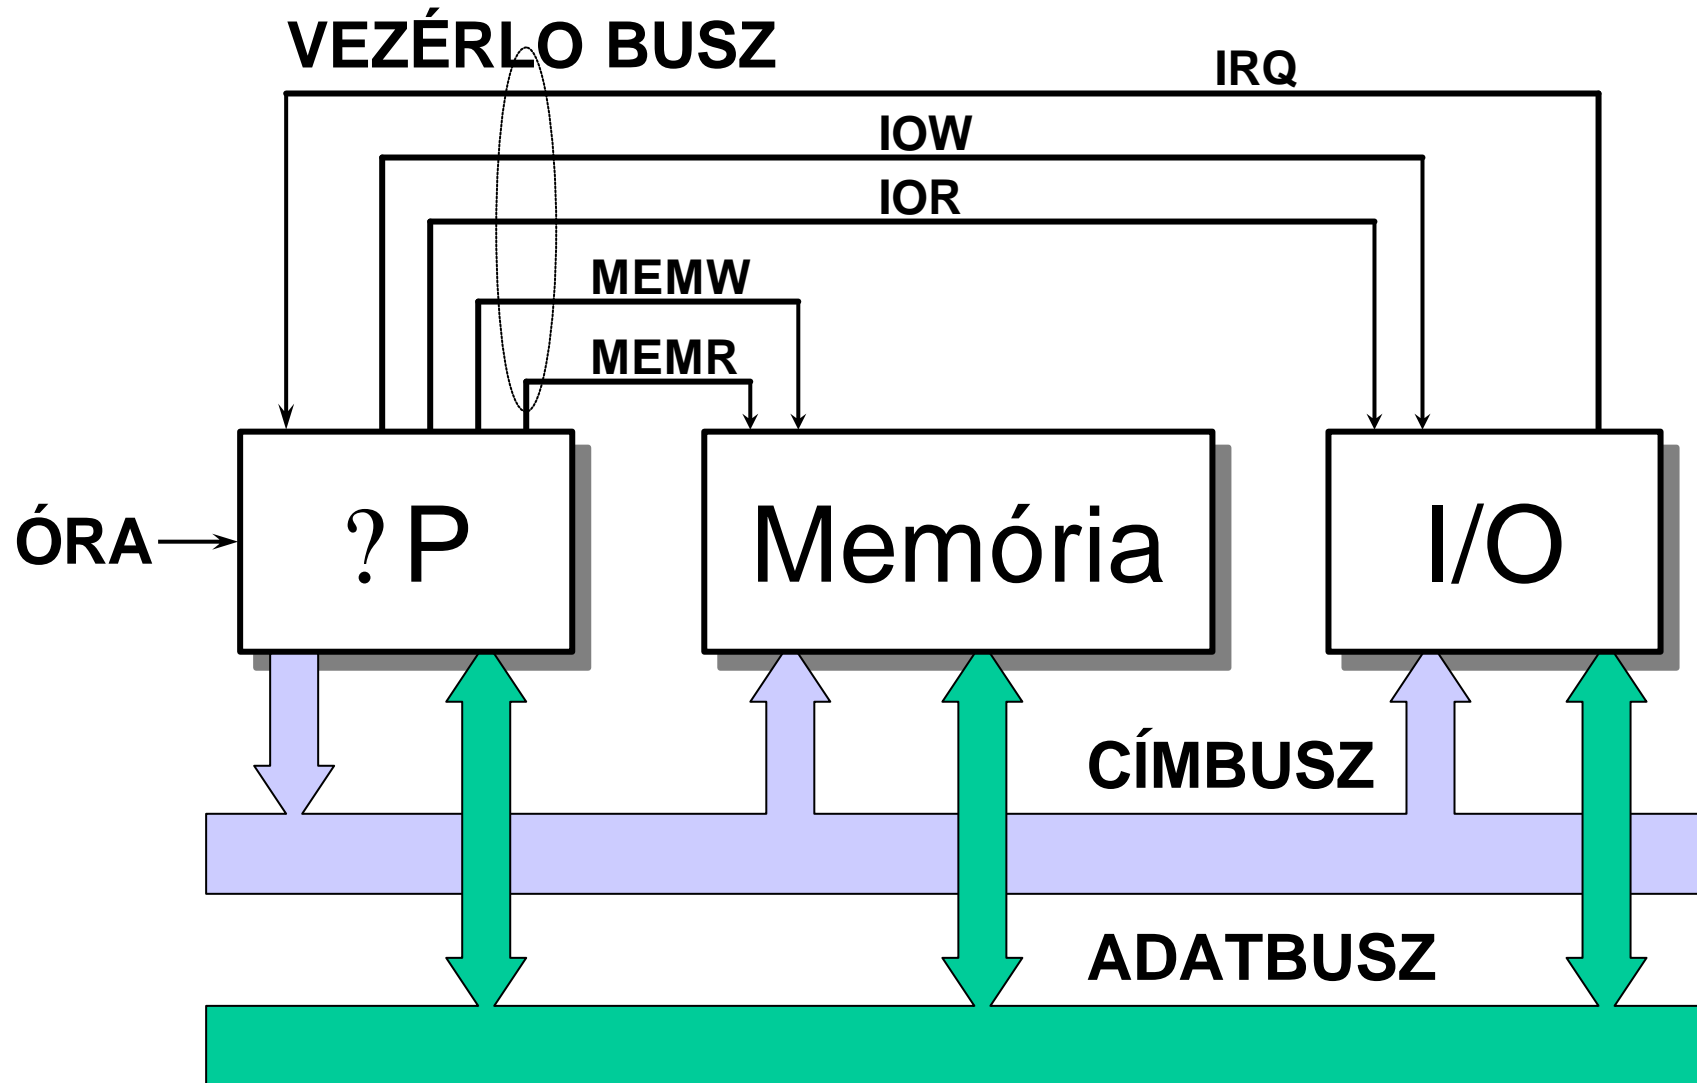 VEZÉRLO BUSZ
IRQ
IOW
IOR
MEMW
MEMR
ÓRA
?P
Memória
I/O
CÍMBUSZ
ADATBUSZ